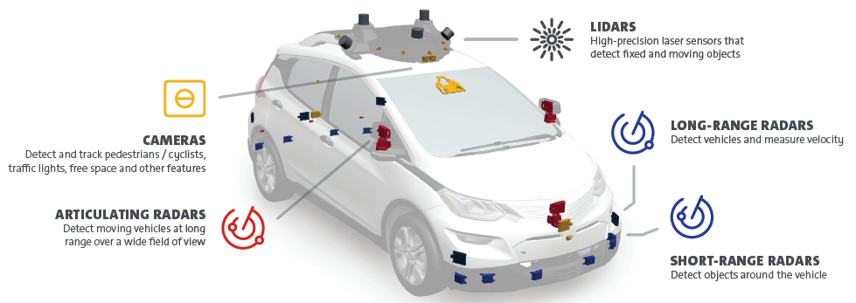 LIDARS
High-precision laser sensors that
detect fixed and moving objects
CAMERAS
Detect and track pedestrians / cyclists,
traffic lights, free space and other features
LONG-RANGE RADARS
Detect vehicles and measure velocity
ARTICULATING RADARS
Detect moving vehicles at long
range over a wide field of view
SHORT-RANGE RADARS
Detect objects around the vehicle